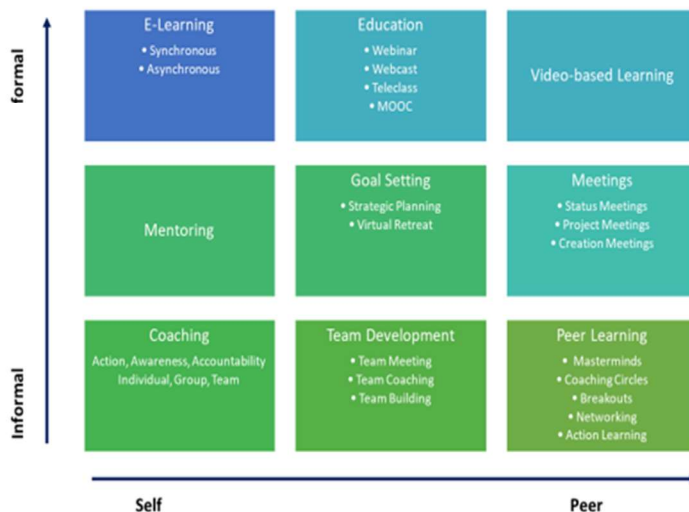 formal
E-Learning
• Synchronous
• Asynchronous
Education
• Webinar
• Webcast
• Teleclass
• MOOC
Video-based Learning
Mentoring
Goal Setting
• Strategic Planning
• Virtual Retreat
Meetings
• Status Meetings
• Project Meetings
• Creation Meetings
Informal
Coaching
Action, Awareness, Accountability
Individual, Group, Team
Team Development
• Team Meeting
• Team Coaching
• Team Building
Peer Learning
• Masterminds
• Coaching Circles
• Breakouts
• Networking
• Action Learning
Self
Peer